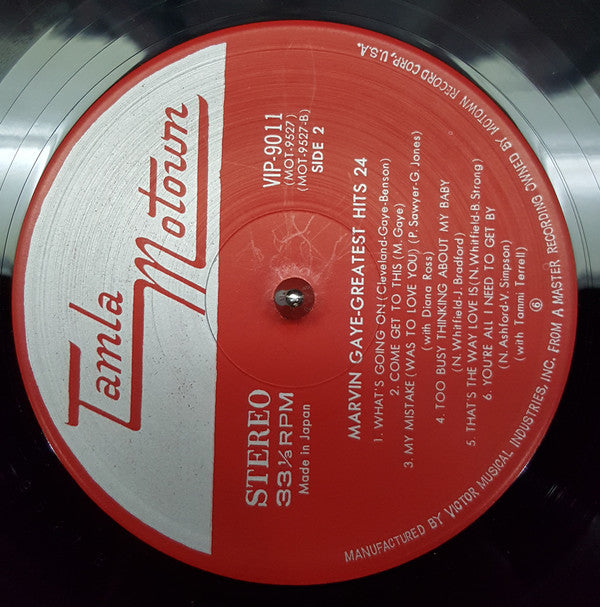 Tamla
Motown
VIP-9011
(MOT-9527)
(MOT-9527-B)
SIDE 2
STEREO
33 ⅓ RPM
Made in Japan
MARVIN GAYE-GREATEST HITS 24
1. WHAT'S GOING ON (Cleveland-Gaye-Benson)
2. COME GET TO THIS (M. Gaye)
3. MY MISTAKE (WAS TO LOVE YOU) (P. Sawyer-G. Jones)
(with Diana Ross)
4. TOO BUSY THINKING ABOUT MY BABY
(N. Whitfield-J. Bradford)
5. THAT'S THE WAY LOVE IS (N. Whitfield-B. Strong)
6. YOU'RE ALL I NEED TO GET BY
(N. Ashford-V. Simpson)
(with Tammi Terrell)
MANUFACTURED BY VICTOR MUSICAL INDUSTRIES, INC. FROM A MASTER RECORDING OWNED BY MOTOWN RECORD CORP., U.S.A.